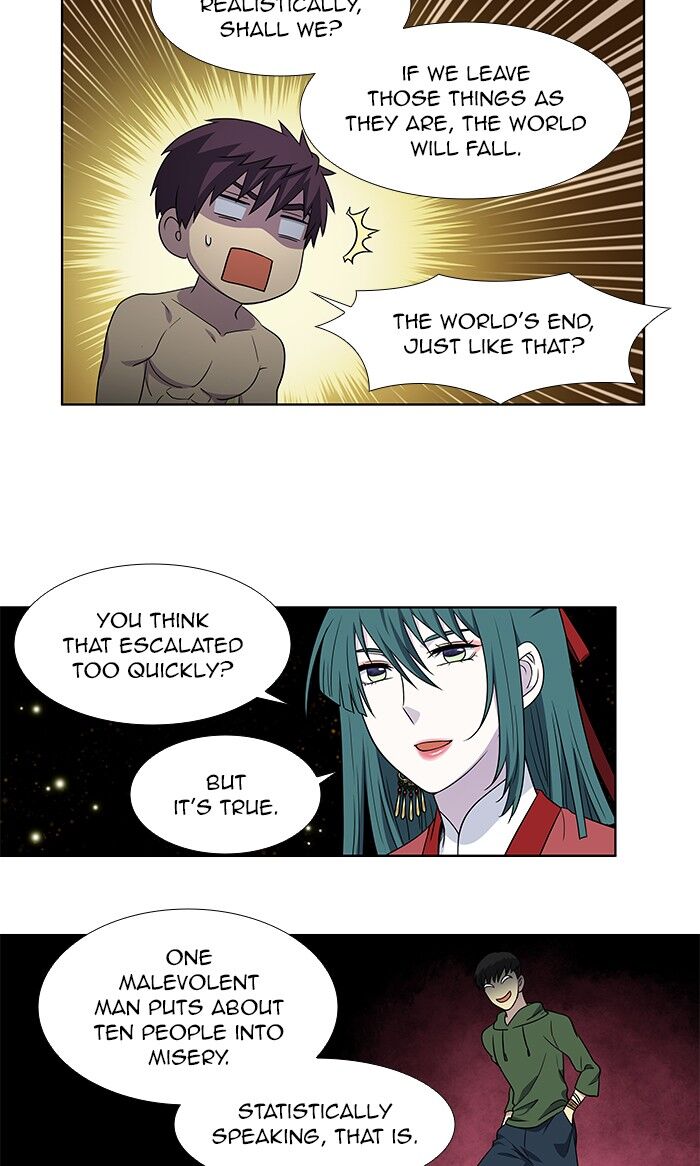 REALISTICALLY,
SHALL WE?
IF WE LEAVE
THOSE THINGS AS
THEY ARE, THE WORLD
WILL FALL.
THE WORLD'S END,
JUST LIKE THAT?
YOU THINK
THAT ESCALATED
TOO QUICKLY?
BUT
IT'S TRUE.
ONE
MALEVOLENT
MAN PUTS ABOUT
TEN PEOPLE INTO
MISERY.
STATISTICALLY
SPEAKING, THAT IS.